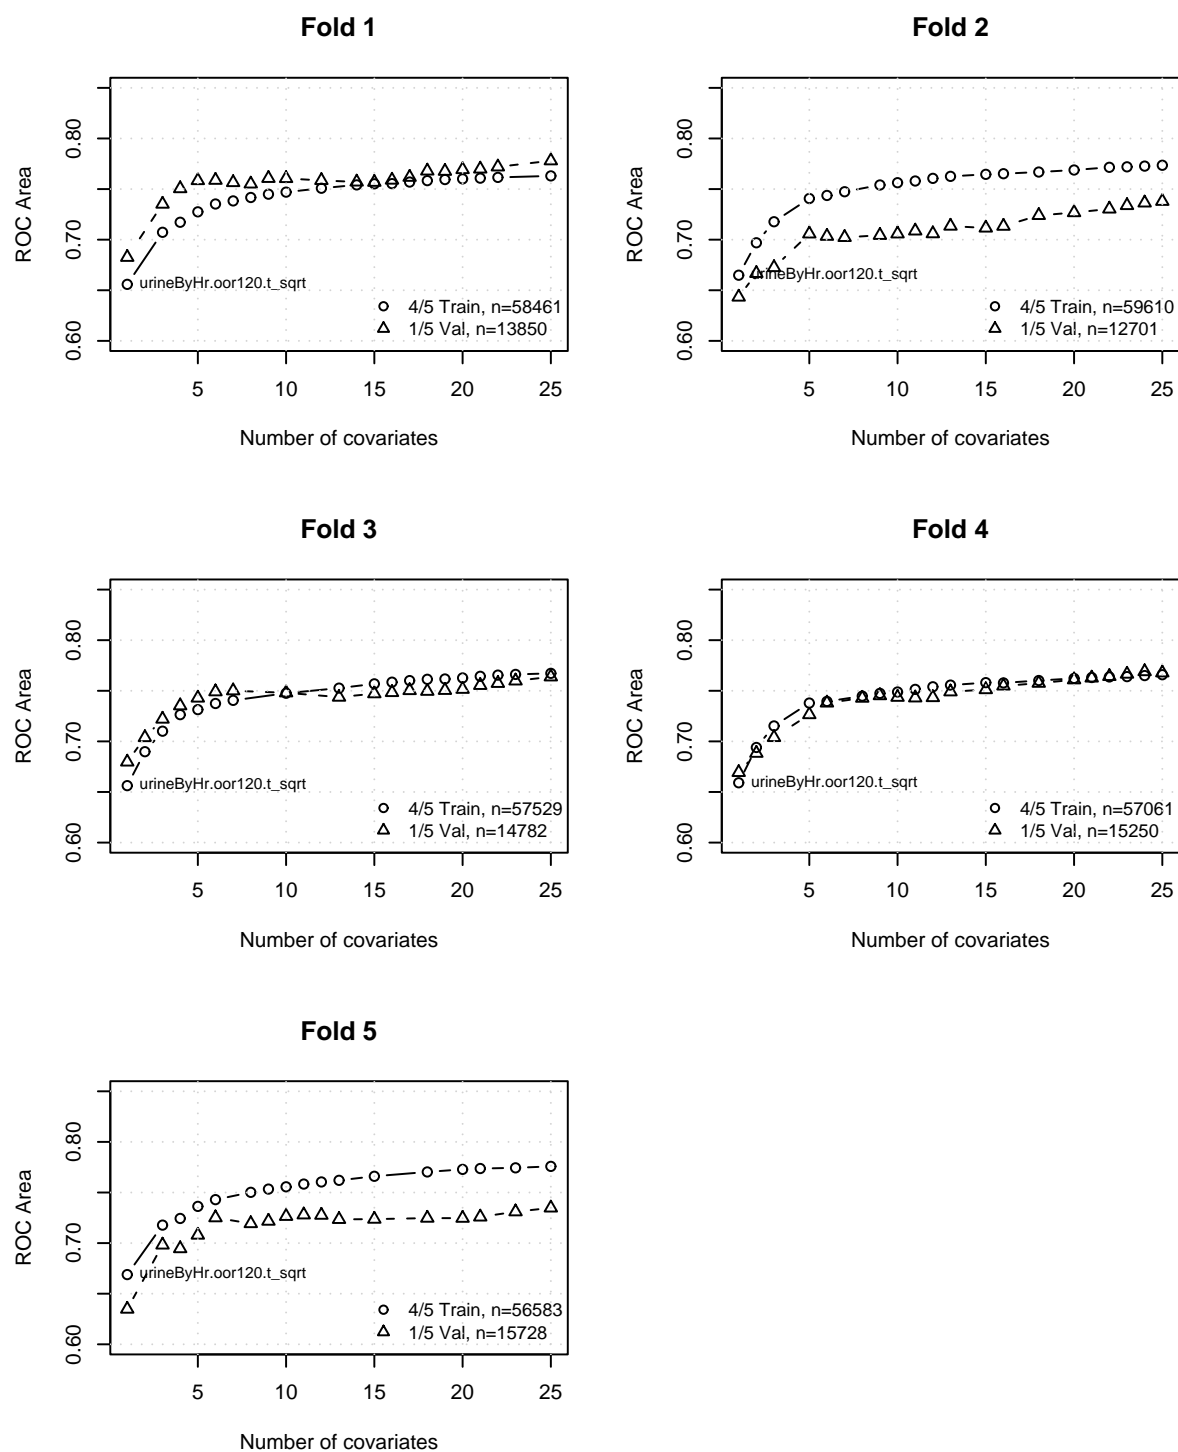 Fold 1
ROC Area
0.80
0.70
0.60
urineByHr.oor120.t_sqrt
4/5 Train, n=58461
1/5 Val, n=13850
5 10 15 20 25
Number of covariates
Fold 2
ROC Area
0.80
0.70
0.60
urineByHr.oor120.t_sqrt
4/5 Train, n=59610
1/5 Val, n=12701
5 10 15 20 25
Number of covariates
Fold 3
ROC Area
0.80
0.70
0.60
urineByHr.oor120.t_sqrt
4/5 Train, n=57529
1/5 Val, n=14782
5 10 15 20 25
Number of covariates
Fold 4
ROC Area
0.80
0.70
0.60
urineByHr.oor120.t_sqrt
4/5 Train, n=57061
1/5 Val, n=15250
5 10 15 20 25
Number of covariates
Fold 5
ROC Area
0.80
0.70
0.60
urineByHr.oor120.t_sqrt
4/5 Train, n=56583
1/5 Val, n=15728
5 10 15 20 25
Number of covariates